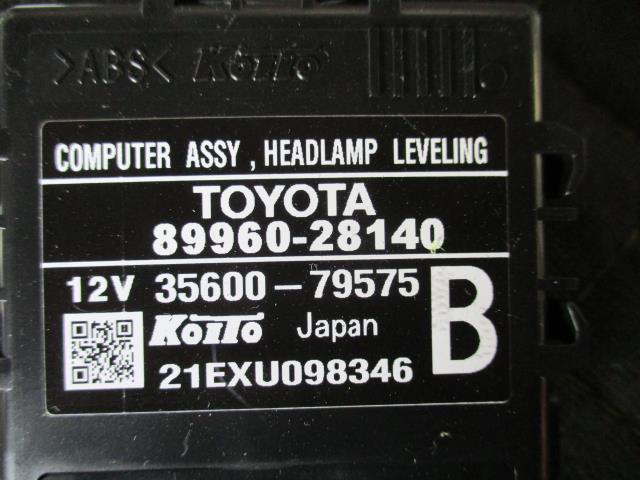 >ABS< KOITO
COMPUTER ASSY , HEADLAMP LEVELING
TOYOTA
89960-28140
12V 35600-79575 B
KOITO Japan
21EXU098346